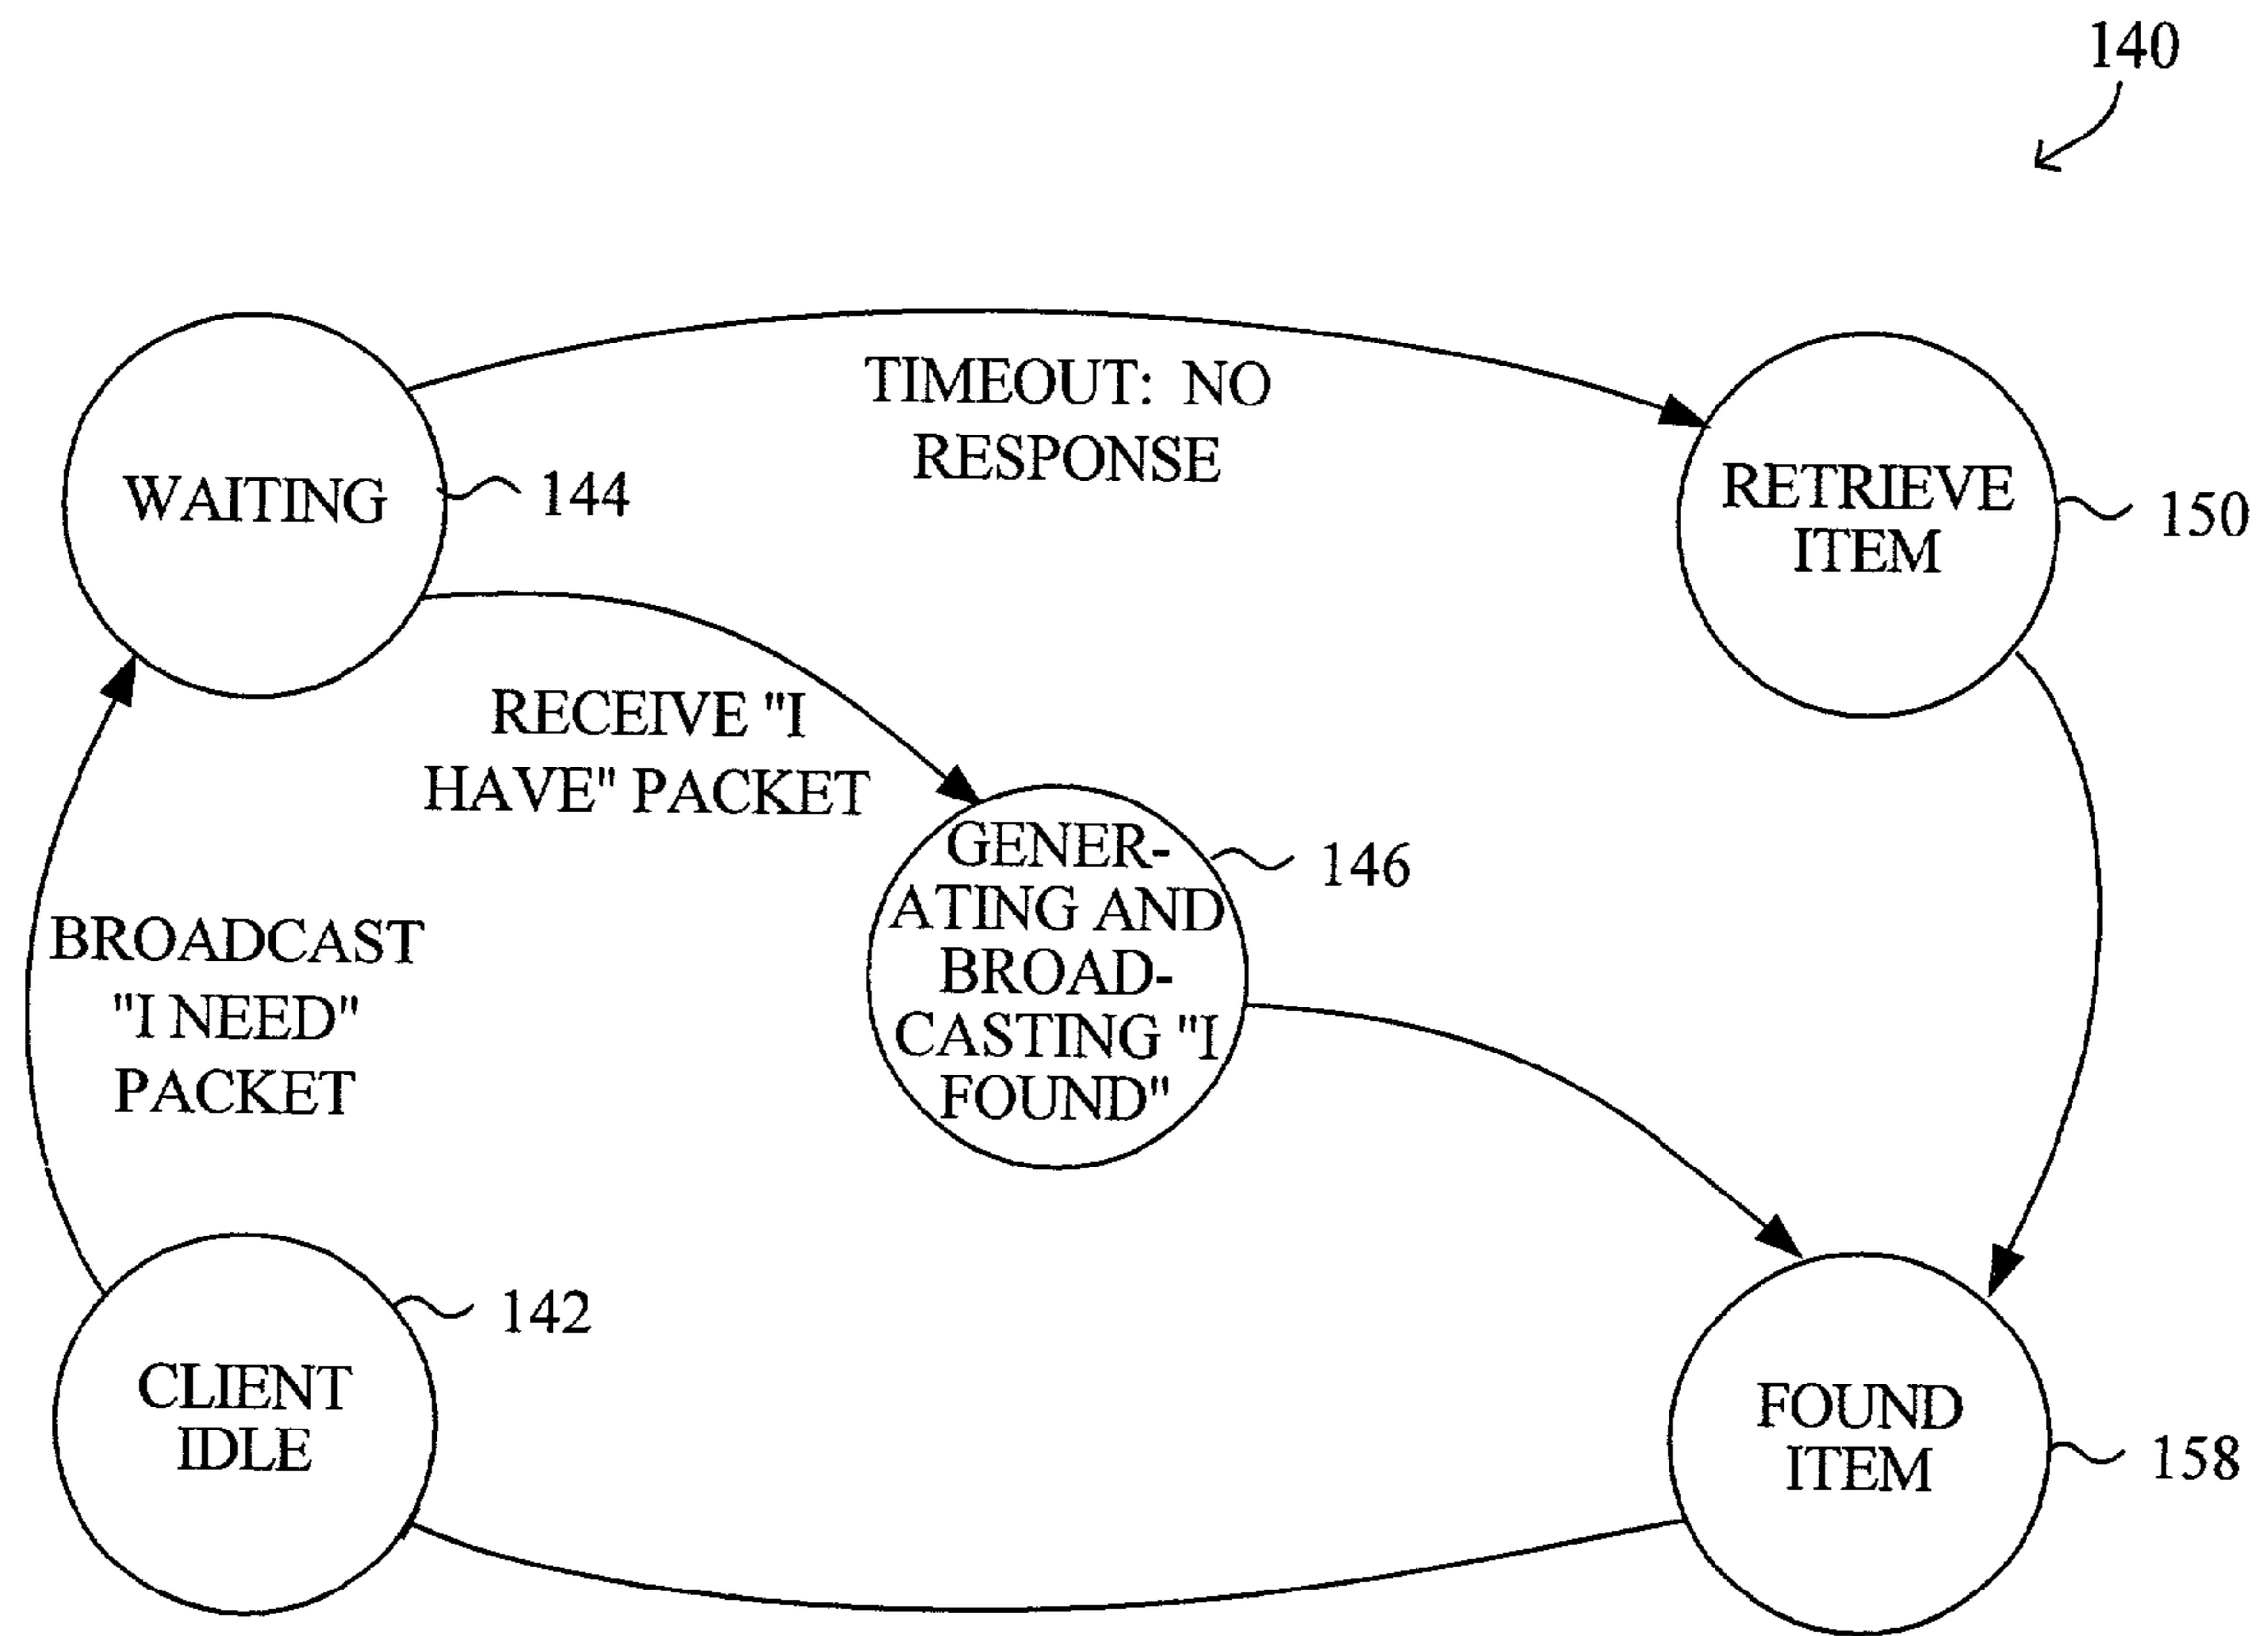 140
TIMEOUT: NO
RESPONSE
WAITING
144
RETRIEVE
ITEM
150
RECEIVE "I
HAVE" PACKET
GENER-
ATING AND
BROAD-
CASTING "I
FOUND"
146
BROADCAST
"I NEED"
PACKET
142
CLIENT
IDLE
FOUND
ITEM
158